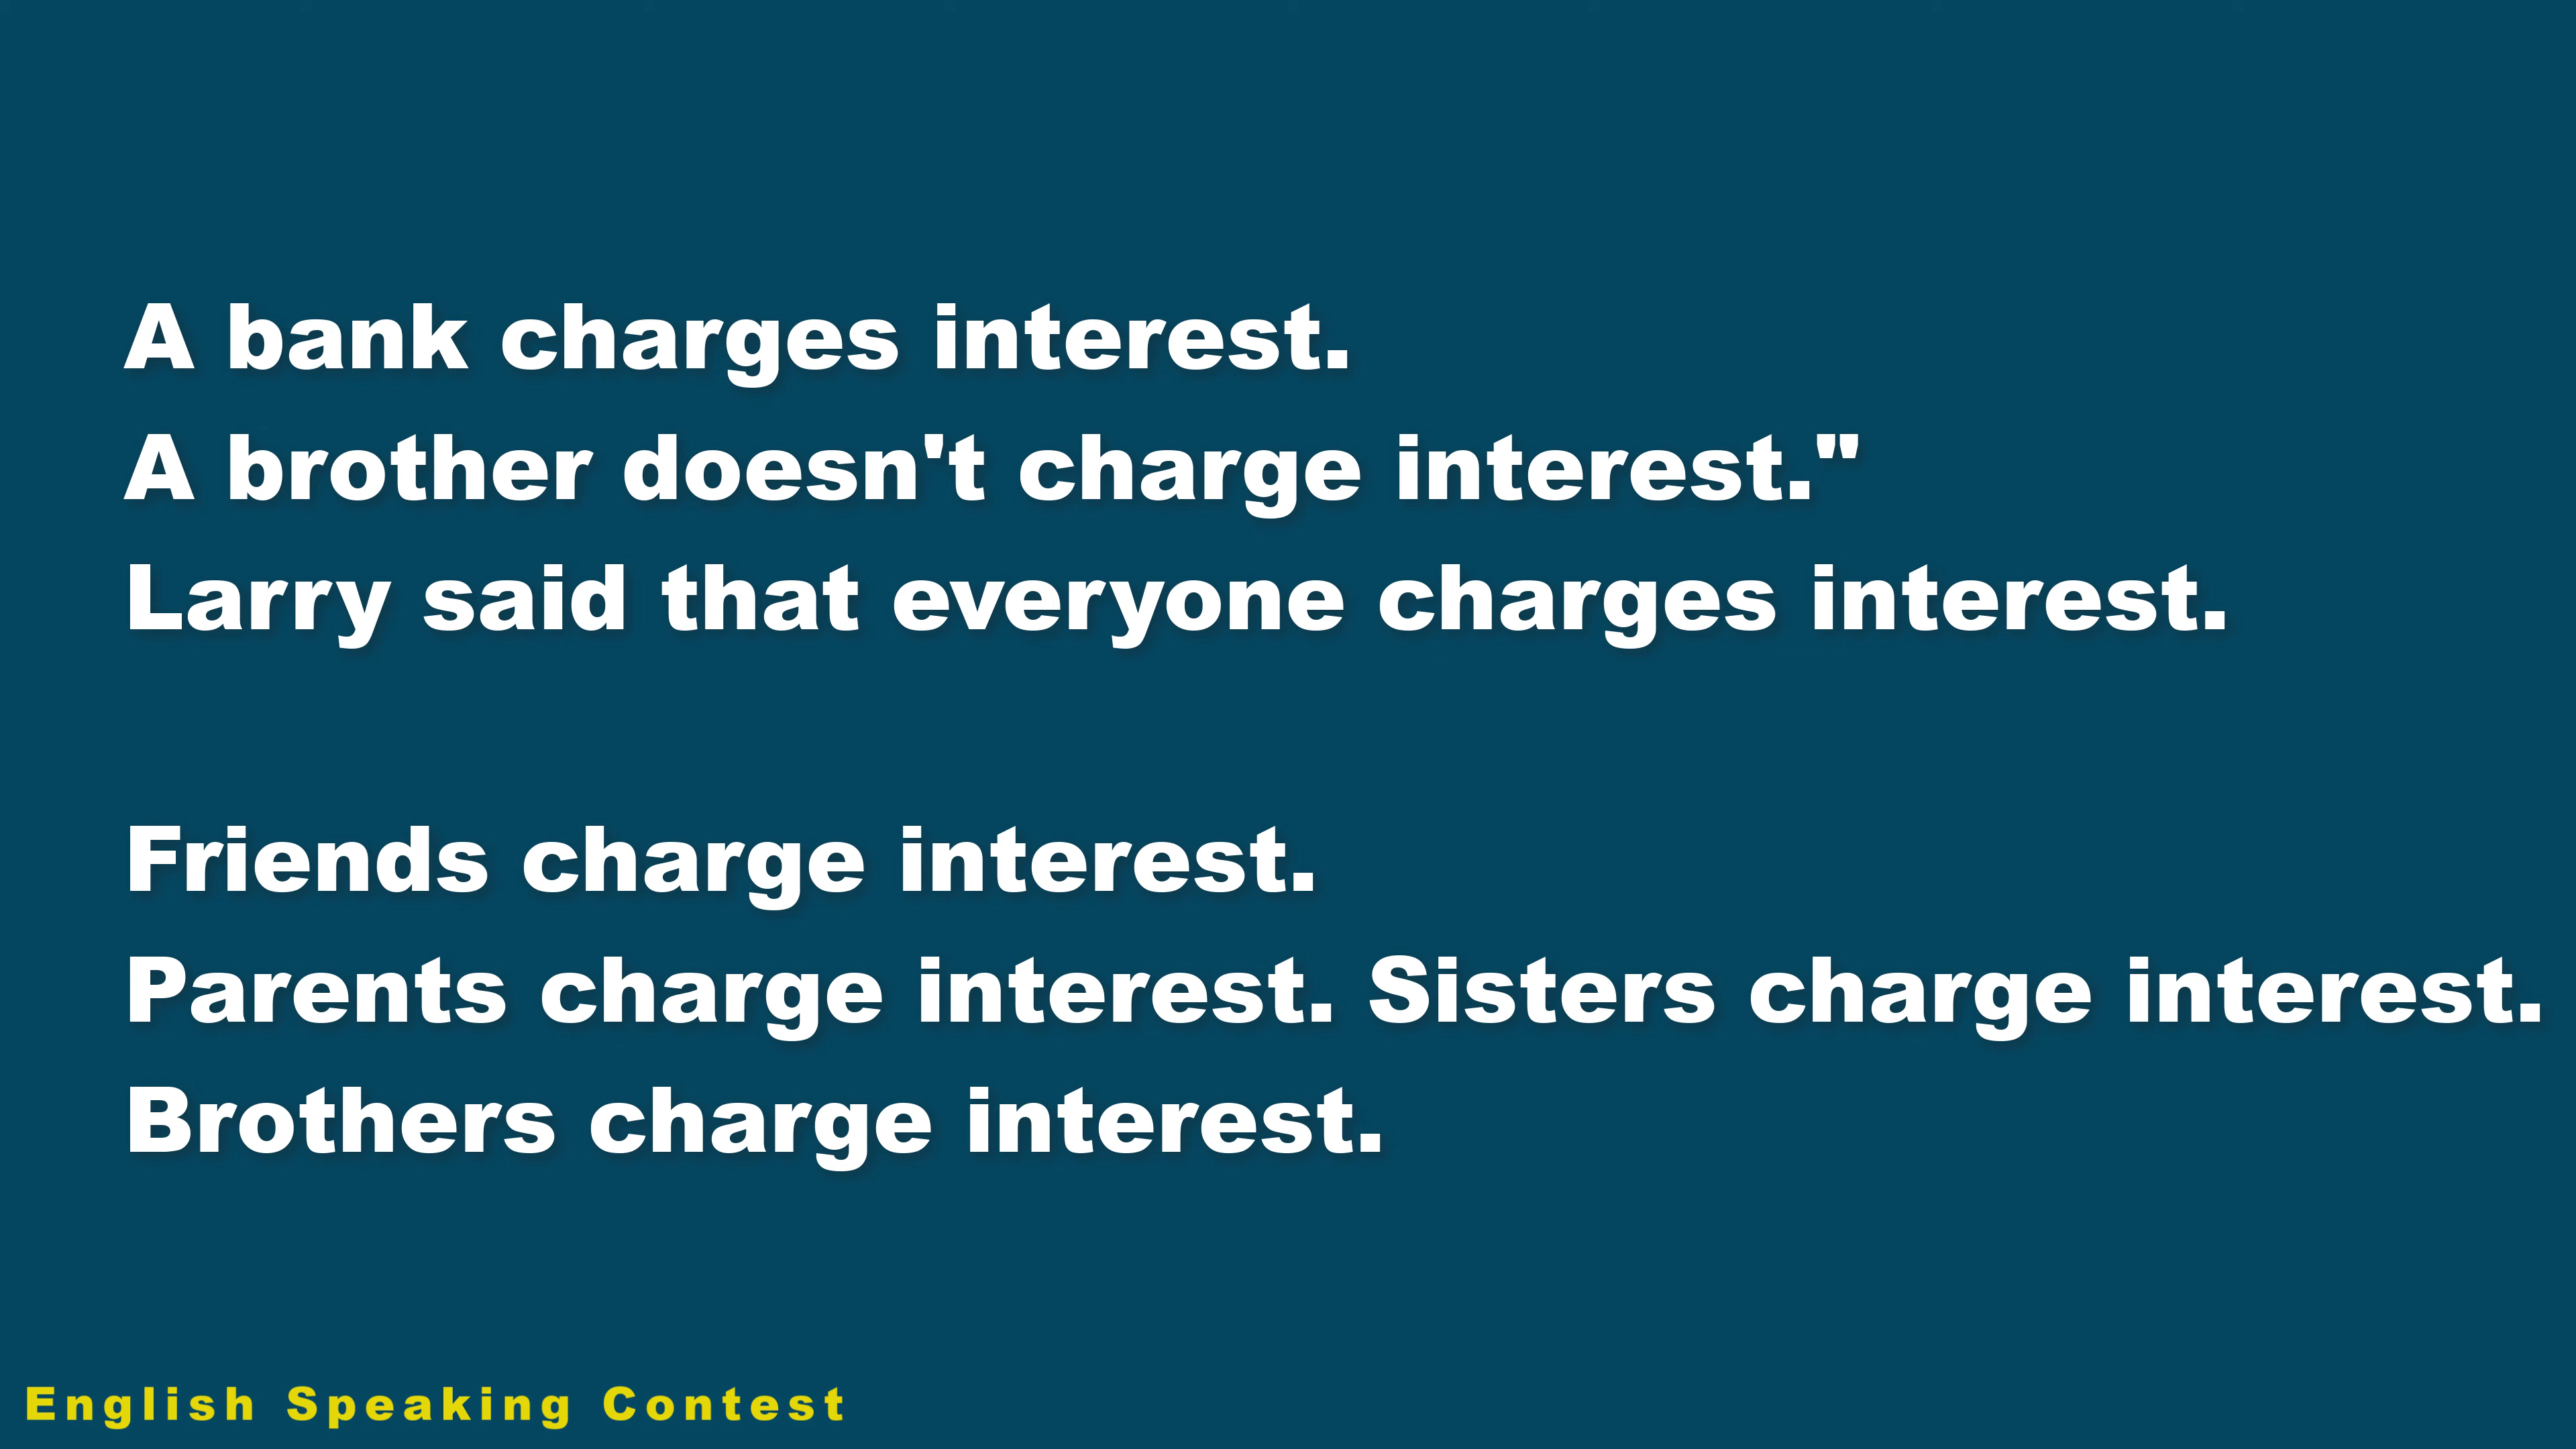 A bank charges interest.
A brother doesn't charge interest."
Larry said that everyone charges interest.
Friends charge interest.
Parents charge interest. Sisters charge interest.
Brothers charge interest.
English Speaking Contest